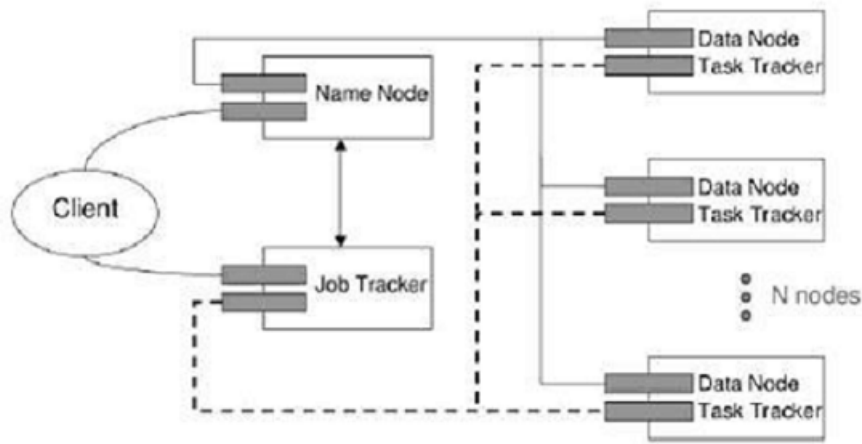 Data Node
Task Tracker
Name Node
Client
Data Node
Task Tracker
Job Tracker
N nodes
Data Node
Task Tracker